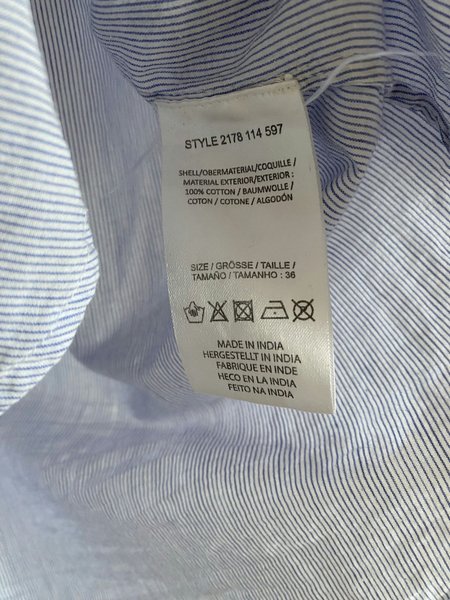 STYLE 2178 114 597
SHELL/OBERMATERIAL/COQUILLE/
MATERIAL EXTERIOR/EXTERIOR :
100% COTTON / BAUMWOLLE /
COTON / COTONE / ALGODÓN
SIZE / GRÖSSE / TAILLE /
TAMAÑO / TAMANHO : 36
MADE IN INDIA
HERGESTELLT IN INDIA
FABRIQUE EN INDE
HECO EN LA INDIA
FEITO NA INDIA